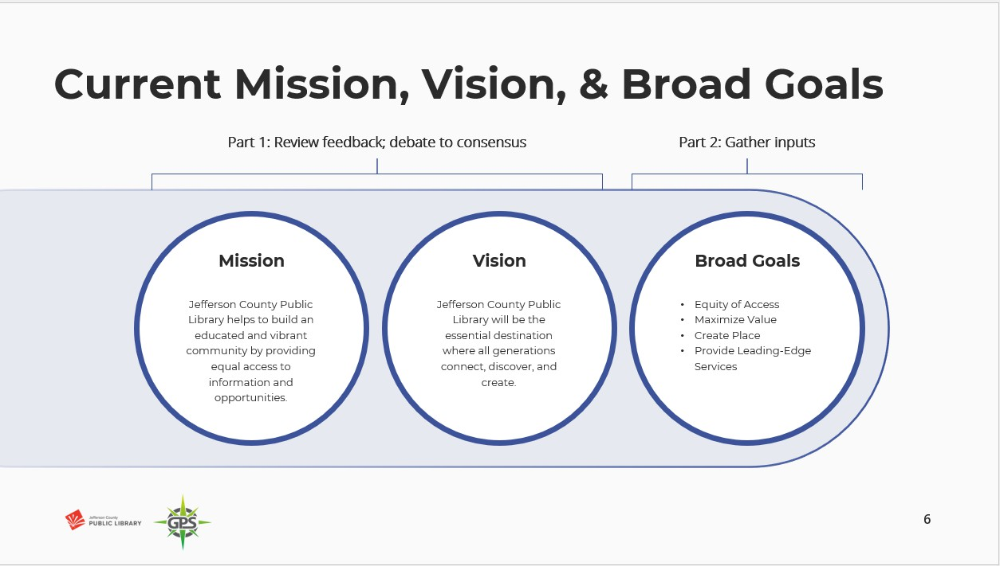 Current Mission, Vision, & Broad Goals
Part 1: Review feedback; debate to consensus
Part 2: Gather inputs
Mission
Jefferson County Public
Library helps to build an
educated and vibrant
community by providing
equal access to
information and
opportunities.
Vision
Jefferson County Public
Library will be the
essential destination
where all generations
connect, discover, and
create.
Broad Goals
• Equity of Access
• Maximize Value
• Create Place
• Provide Leading-Edge
Services
Jefferson County
PUBLIC LIBRARY
GPS
6